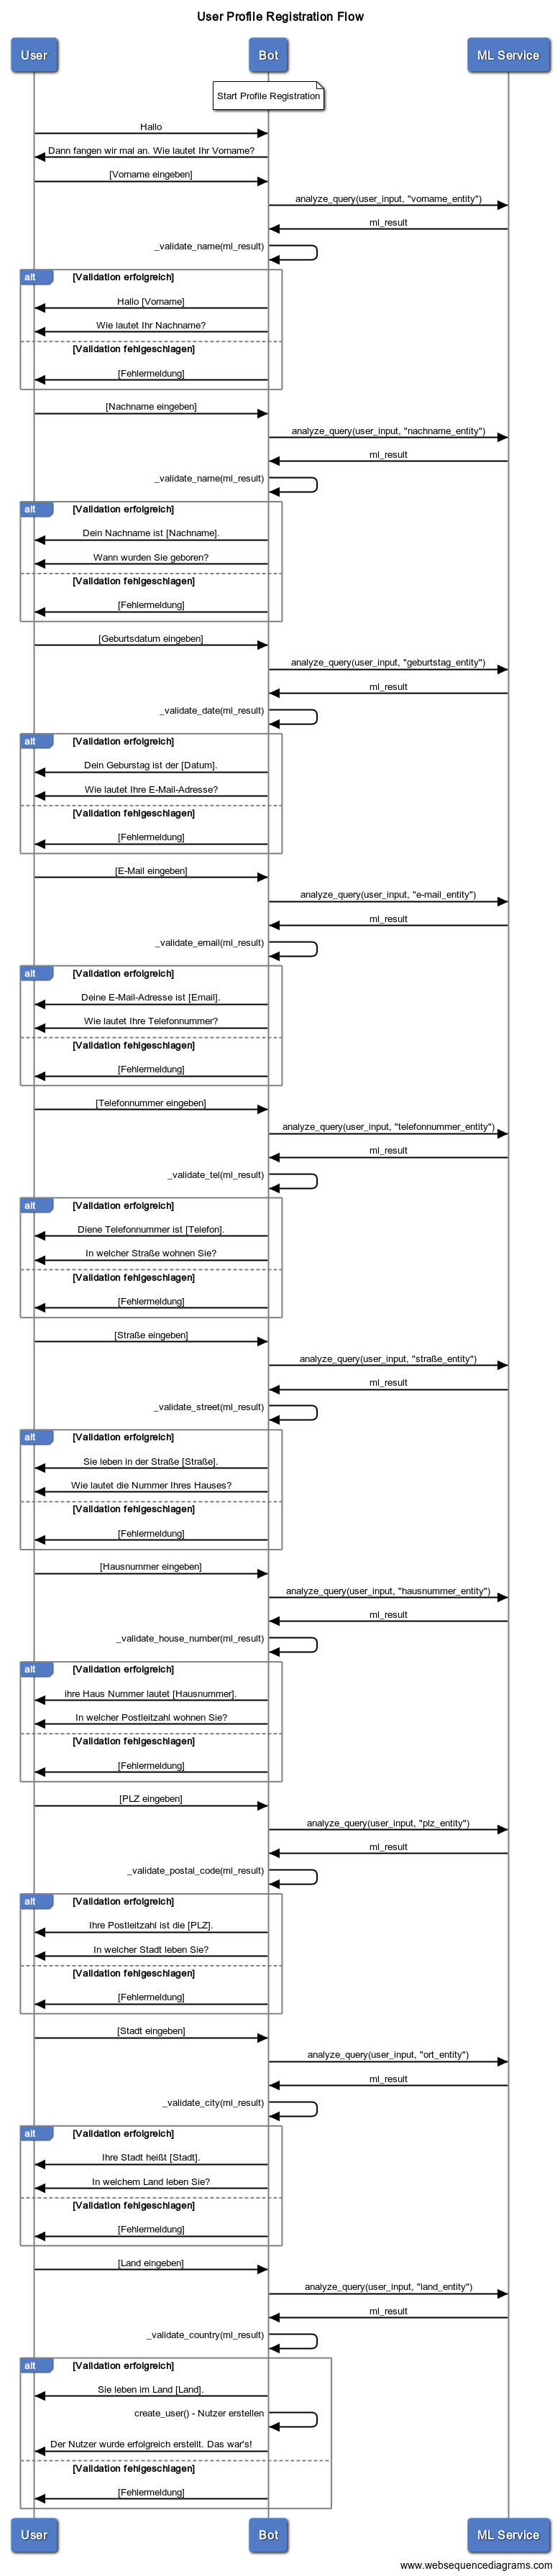 User Profile Registration Flow
User Bot ML Service
Start Profile Registration
Hallo
Dann fangen wir mal an. Wie lautet Ihr Vorname?
[Vorname eingeben]
analyze_query(user_input, "vorname_entity")
ml_result
_validate_name(ml_result)
alt [Validation erfolgreich]
Hallo [Vorname]
Wie lautet Ihr Nachname?
[Validation fehlgeschlagen]
[Fehlermeldung]
[Nachname eingeben]
analyze_query(user_input, "nachname_entity")
ml_result
_validate_name(ml_result)
alt [Validation erfolgreich]
Dein Nachname ist [Nachname].
Wann wurden Sie geboren?
[Validation fehlgeschlagen]
[Fehlermeldung]
[Geburtsdatum eingeben]
analyze_query(user_input, "geburtstag_entity")
ml_result
_validate_date(ml_result)
alt [Validation erfolgreich]
Dein Geburstag ist der [Datum].
Wie lautet Ihre E-Mail-Adresse?
[Validation fehlgeschlagen]
[Fehlermeldung]
[E-Mail eingeben]
analyze_query(user_input, "e-mail_entity")
ml_result
_validate_email(ml_result)
alt [Validation erfolgreich]
Deine E-Mail-Adresse ist [Email].
Wie lautet Ihre Telefonnummer?
[Validation fehlgeschlagen]
[Fehlermeldung]
[Telefonnummer eingeben]
analyze_query(user_input, "telefonnummer_entity")
ml_result
_validate_tel(ml_result)
alt [Validation erfolgreich]
Diene Telefonnummer ist [Telefon].
In welcher Straße wohnen Sie?
[Validation fehlgeschlagen]
[Fehlermeldung]
[Straße eingeben]
analyze_query(user_input, "straße_entity")
ml_result
_validate_street(ml_result)
alt [Validation erfolgreich]
Sie leben in der Straße [Straße].
Wie lautet die Nummer Ihres Hauses?
[Validation fehlgeschlagen]
[Fehlermeldung]
[Hausnummer eingeben]
analyze_query(user_input, "hausnummer_entity")
ml_result
_validate_house_number(ml_result)
alt [Validation erfolgreich]
ihre Haus Nummer lautet [Hausnummer].
In welcher Postleitzahl wohnen Sie?
[Validation fehlgeschlagen]
[Fehlermeldung]
[PLZ eingeben]
analyze_query(user_input, "plz_entity")
ml_result
_validate_postal_code(ml_result)
alt [Validation erfolgreich]
Ihre Postleitzahl ist die [PLZ].
In welcher Stadt leben Sie?
[Validation fehlgeschlagen]
[Fehlermeldung]
[Stadt eingeben]
analyze_query(user_input, "ort_entity")
ml_result
_validate_city(ml_result)
alt [Validation erfolgreich]
Ihre Stadt heißt [Stadt].
In welchem Land leben Sie?
[Validation fehlgeschlagen]
[Fehlermeldung]
[Land eingeben]
analyze_query(user_input, "land_entity")
ml_result
_validate_country(ml_result)
alt [Validation erfolgreich]
Sie leben im Land [Land].
create_user() - Nutzer erstellen
Der Nutzer wurde erfolgreich erstellt. Das war's!
[Validation fehlgeschlagen]
[Fehlermeldung]
User Bot ML Service
www.websequencediagrams.com